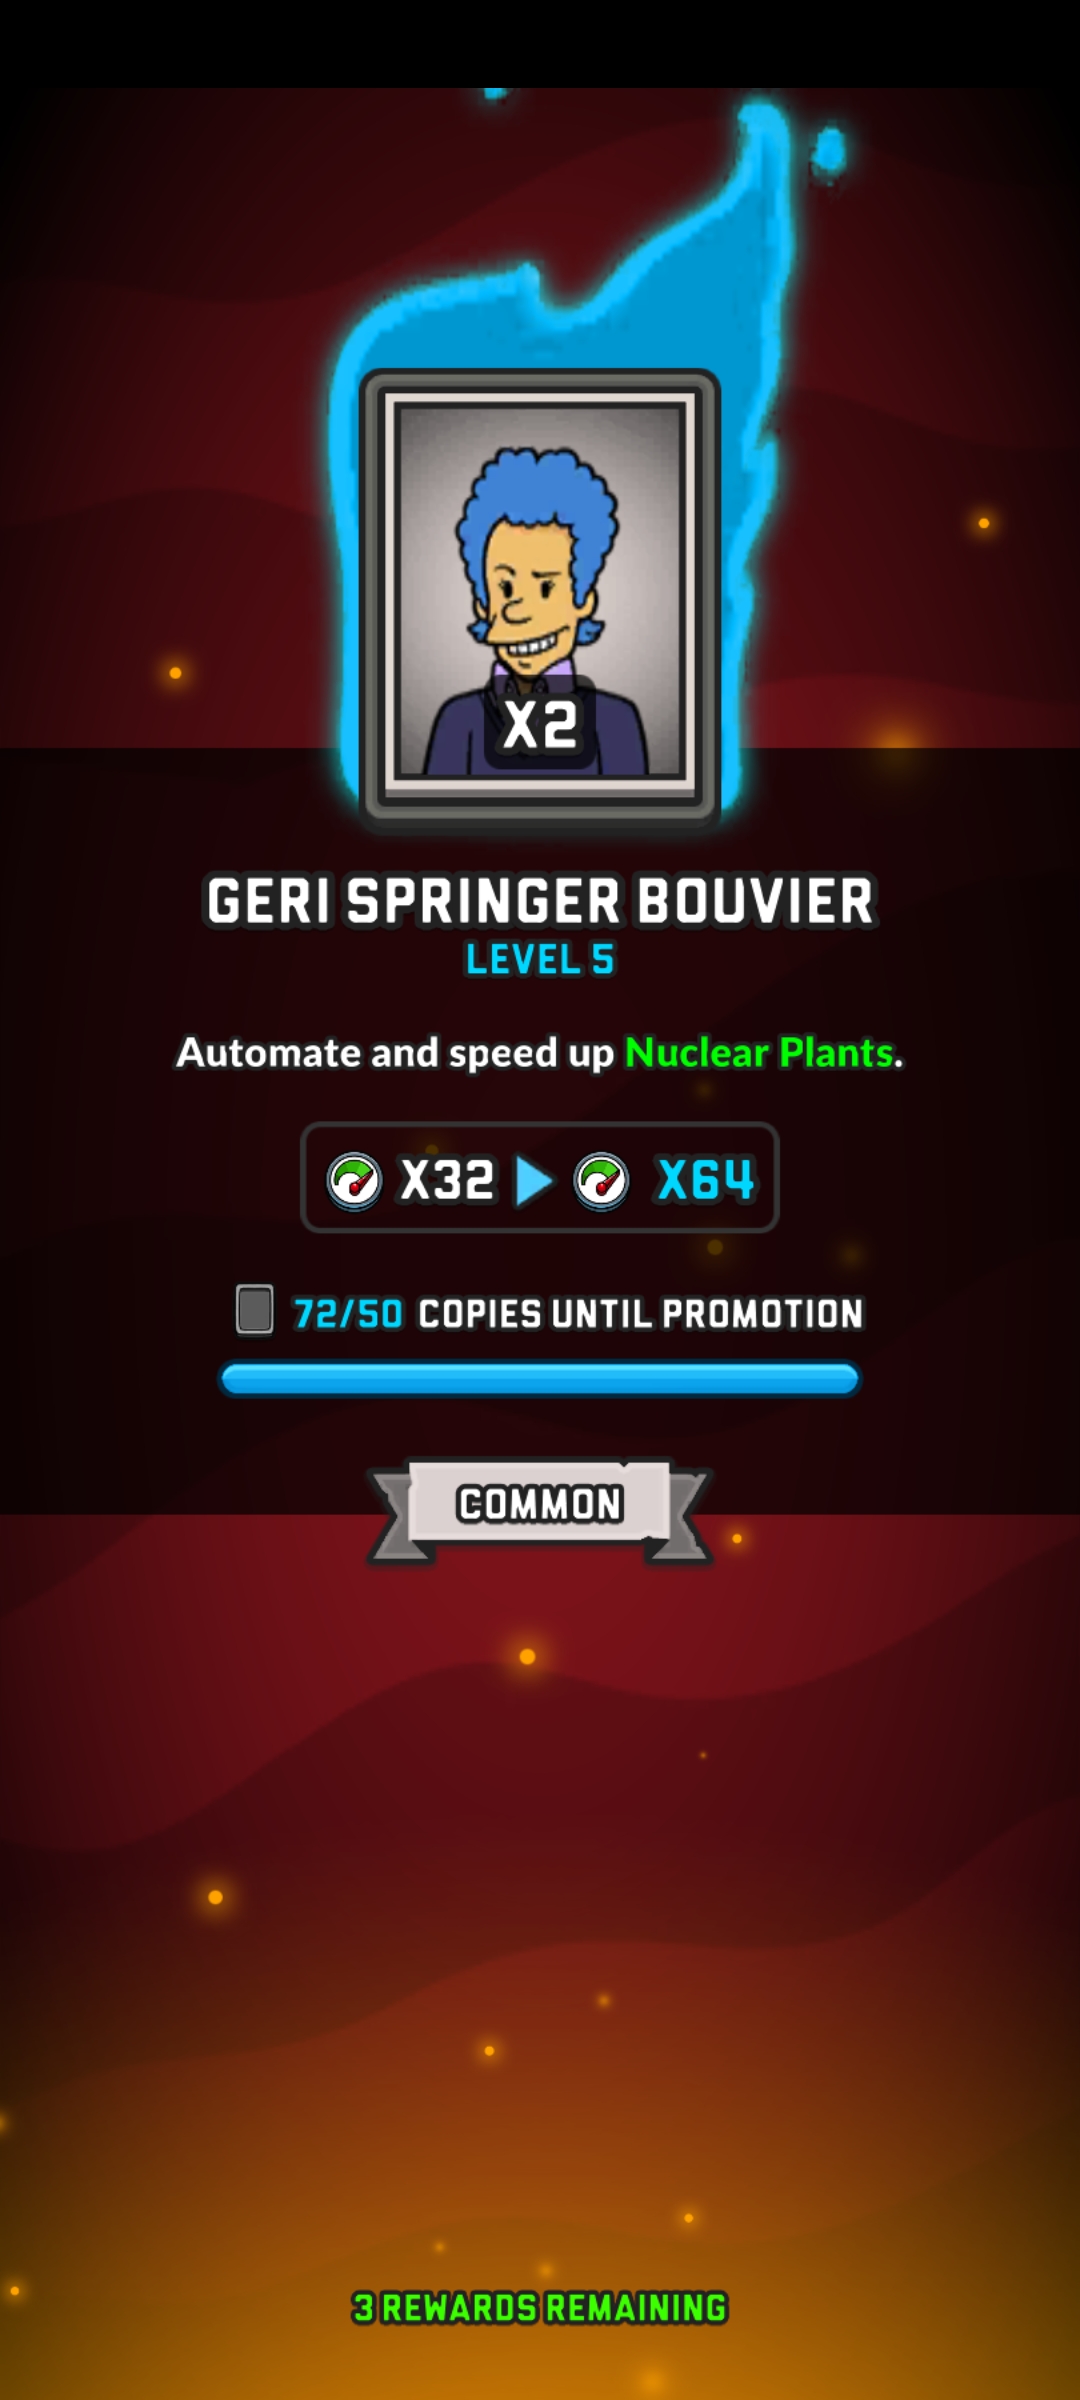 X2
GERI SPRINGER BOUVIER
LEVEL 5
Automate and speed up Nuclear Plants.
X32 X64
72/50 COPIES UNTIL PROMOTION
COMMON
3 REWARDS REMAINING